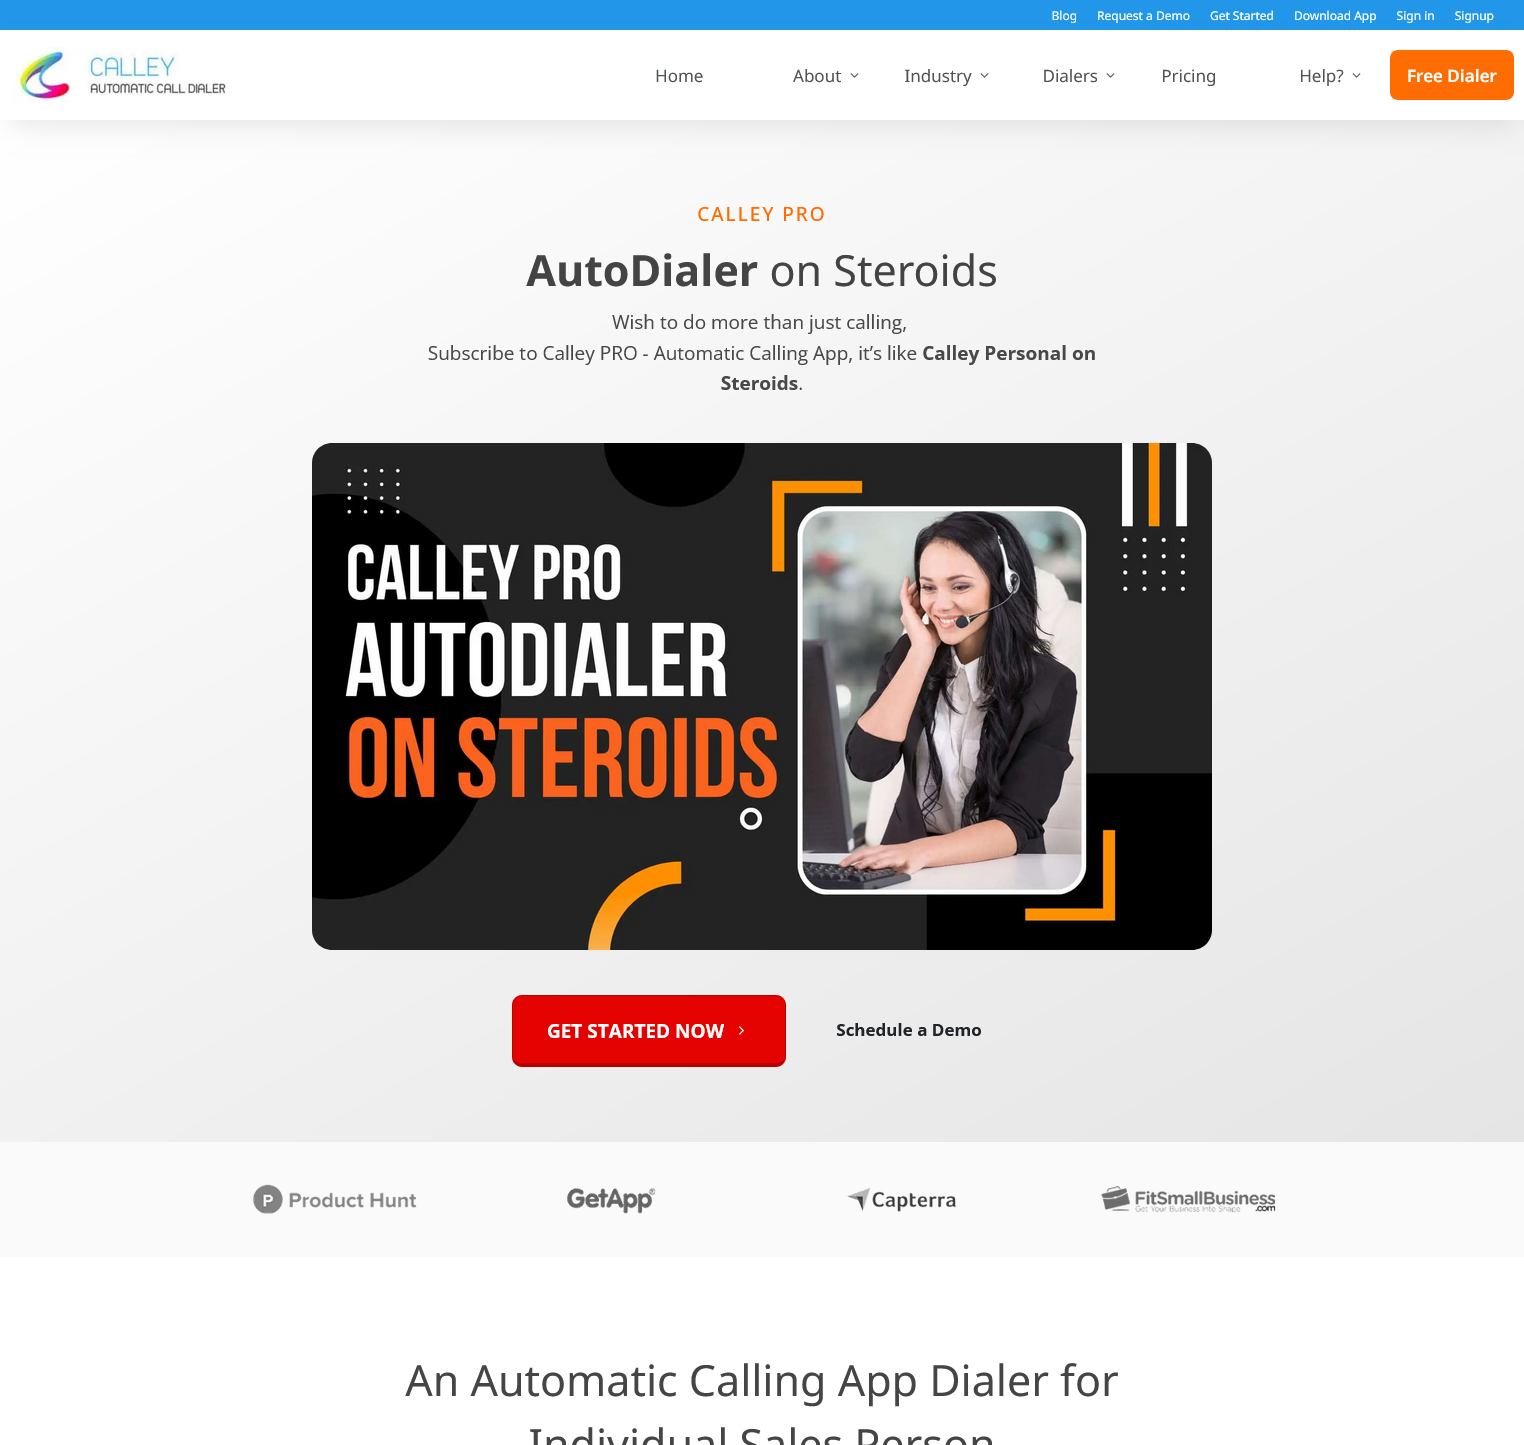 Blog Request a Demo Get Started Download App Sign in Signup
CALLEY
AUTOMATIC CALL DIALER
Home About Industry Dialers Pricing Help? Free Dialer
CALLEY PRO
AutoDialer on Steroids
Wish to do more than just calling,
Subscribe to Calley PRO - Automatic Calling App, it’s like Calley Personal on
Steroids.
CALLEY PRO
AUTODIALER
ON STEROIDS
GET STARTED NOW
Schedule a Demo
P Product Hunt
GetApp®
Capterra
FitSmallBusiness
Get Your Business Into Shape .com
An Automatic Calling App Dialer for
Individual Sales Person